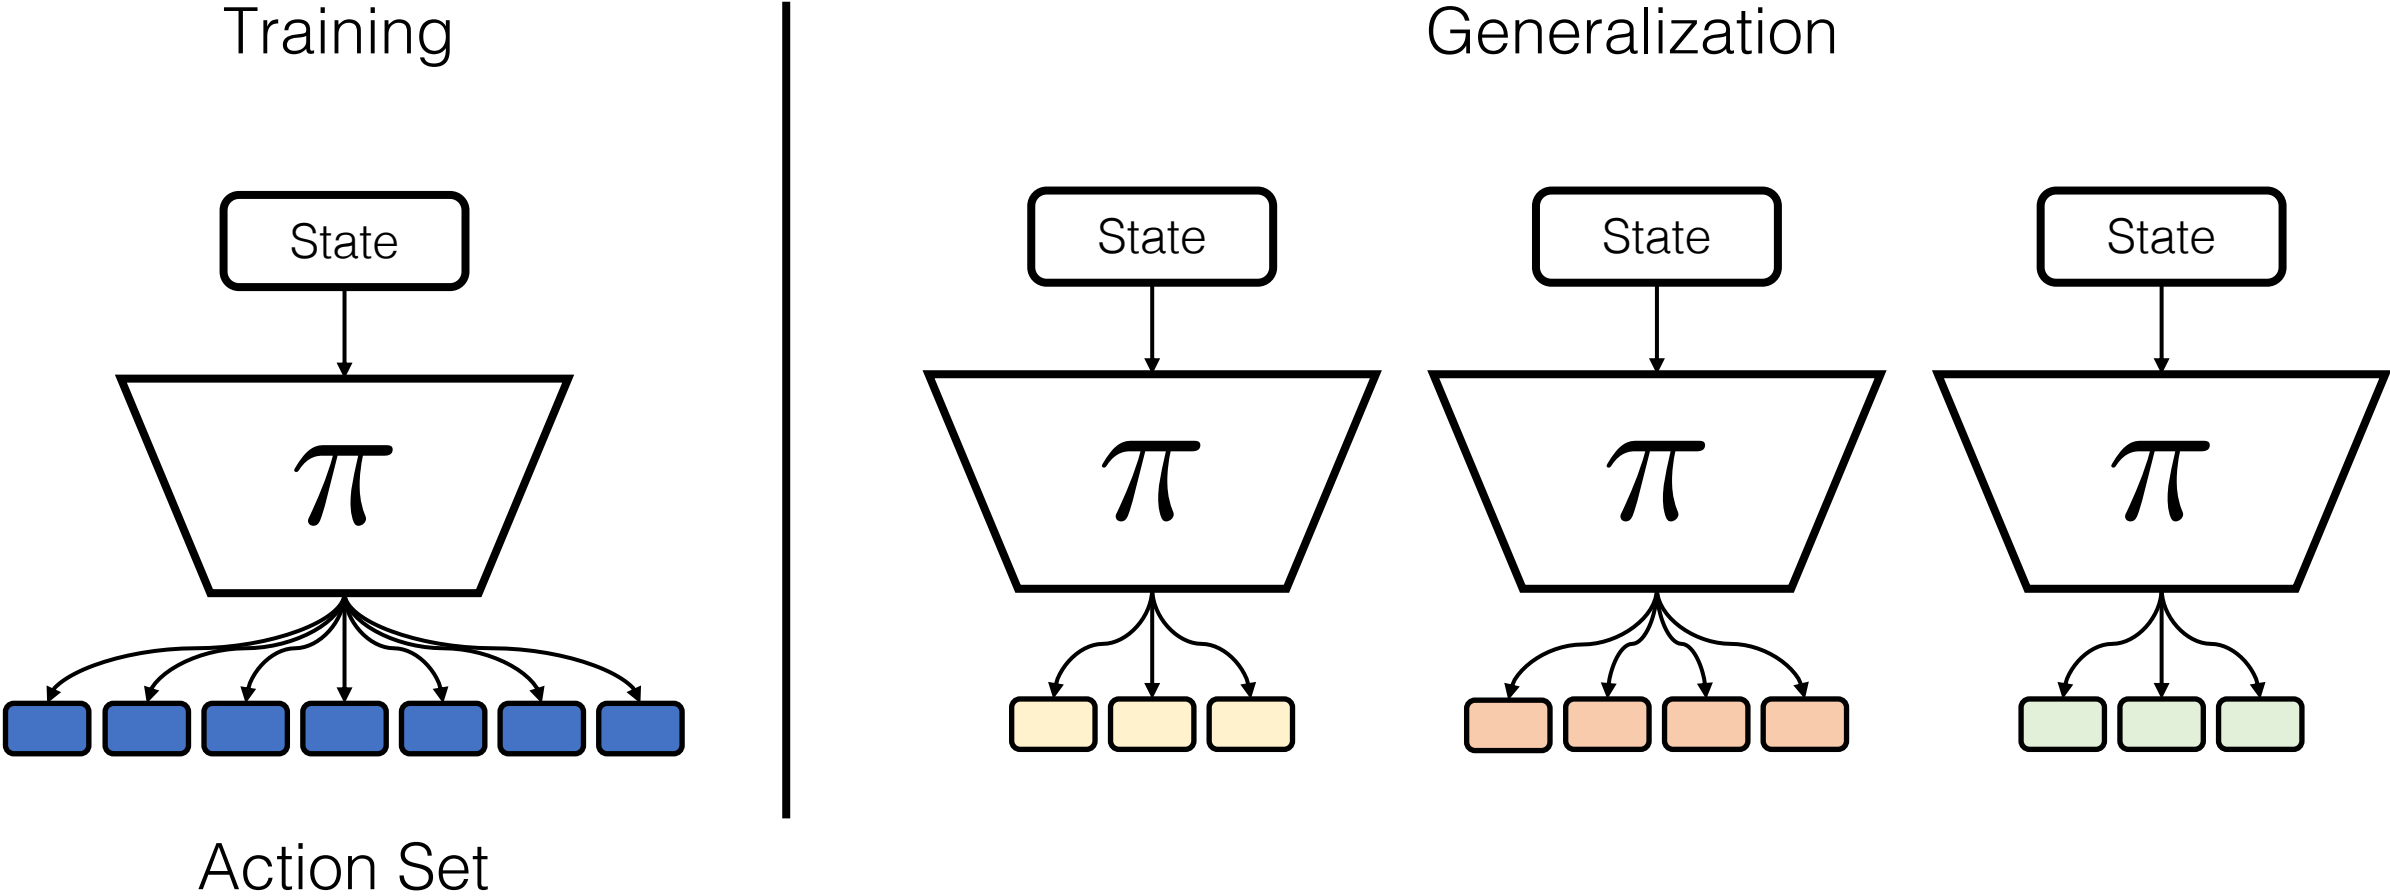 Training
Generalization
State
State
State
State
π
π
π
π
Action Set